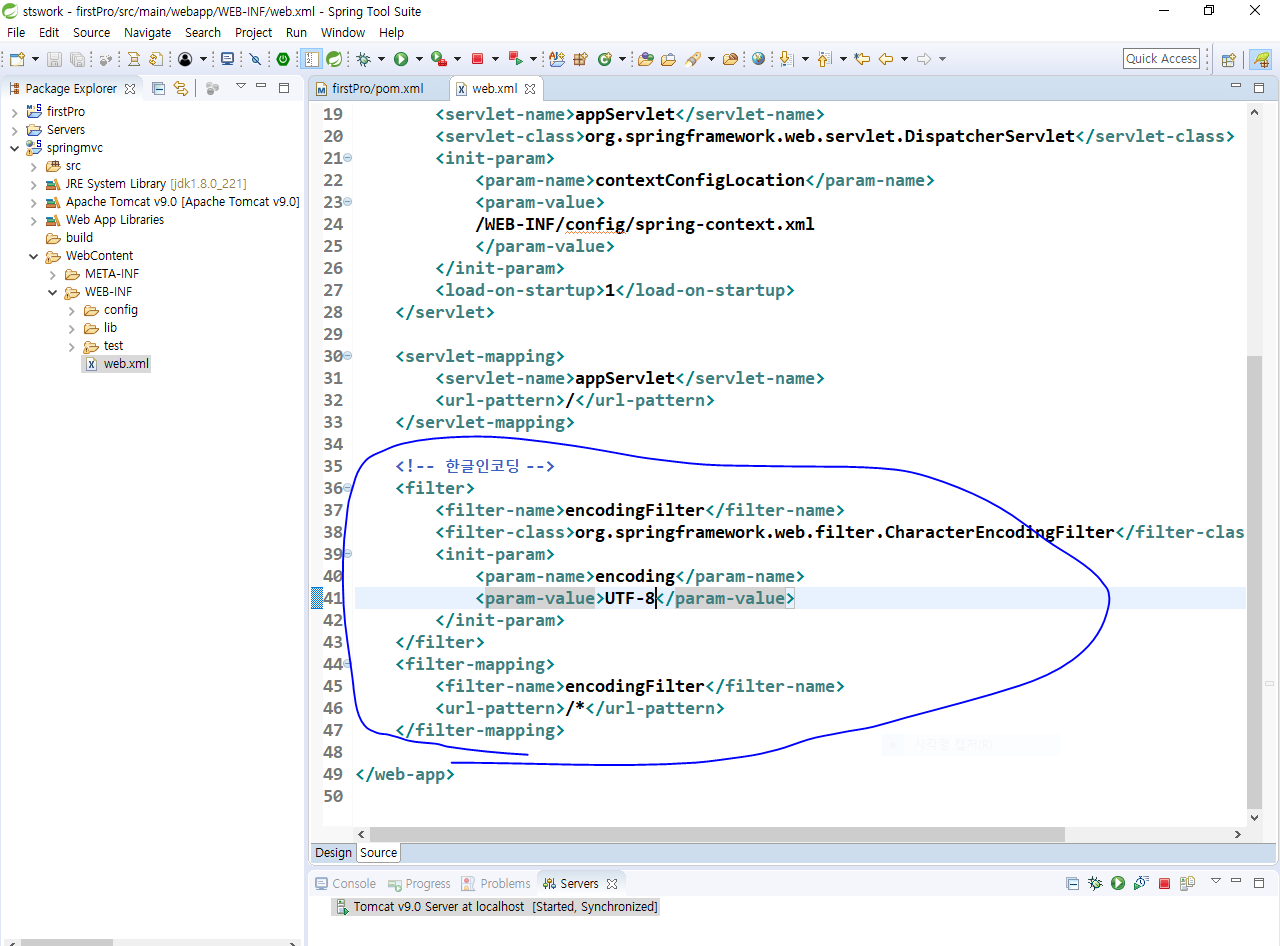 stswork - firstPro/src/main/webapp/WEB-INF/web.xml - Spring Tool Suite
File Edit Source Navigate Search Project Run Window Help
Quick Access
Package Explorer
firstPro
Servers
springmvc
src
JRE System Library [jdk1.8.0_221]
Apache Tomcat v9.0 [Apache Tomcat v9.0]
Web App Libraries
build
WebContent
META-INF
WEB-INF
config
lib
test
web.xml
firstPro/pom.xml web.xml
19 <servlet-name>appServlet</servlet-name>
20 <servlet-class>org.springframework.web.servlet.DispatcherServlet</servlet-class>
21 <init-param>
22 <param-name>contextConfigLocation</param-name>
23 <param-value>
24 /WEB-INF/config/spring-context.xml
25 </param-value>
26 </init-param>
27 <load-on-startup>1</load-on-startup>
28 </servlet>
29
30 <servlet-mapping>
31 <servlet-name>appServlet</servlet-name>
32 <url-pattern>/</url-pattern>
33 </servlet-mapping>
34
35 <!-- 한글인코딩 -->
36 <filter>
37 <filter-name>encodingFilter</filter-name>
38 <filter-class>org.springframework.web.filter.CharacterEncodingFilter</filter-clas
39 <init-param>
40 <param-name>encoding</param-name>
41 <param-value>UTF-8</param-value>
42 </init-param>
43 </filter>
44 <filter-mapping>
45 <filter-name>encodingFilter</filter-name>
46 <url-pattern>/*</url-pattern>
47 </filter-mapping>
48
49 </web-app>
50
Design Source
Console Progress Problems Servers
Tomcat v9.0 Server at localhost [Started, Synchronized]